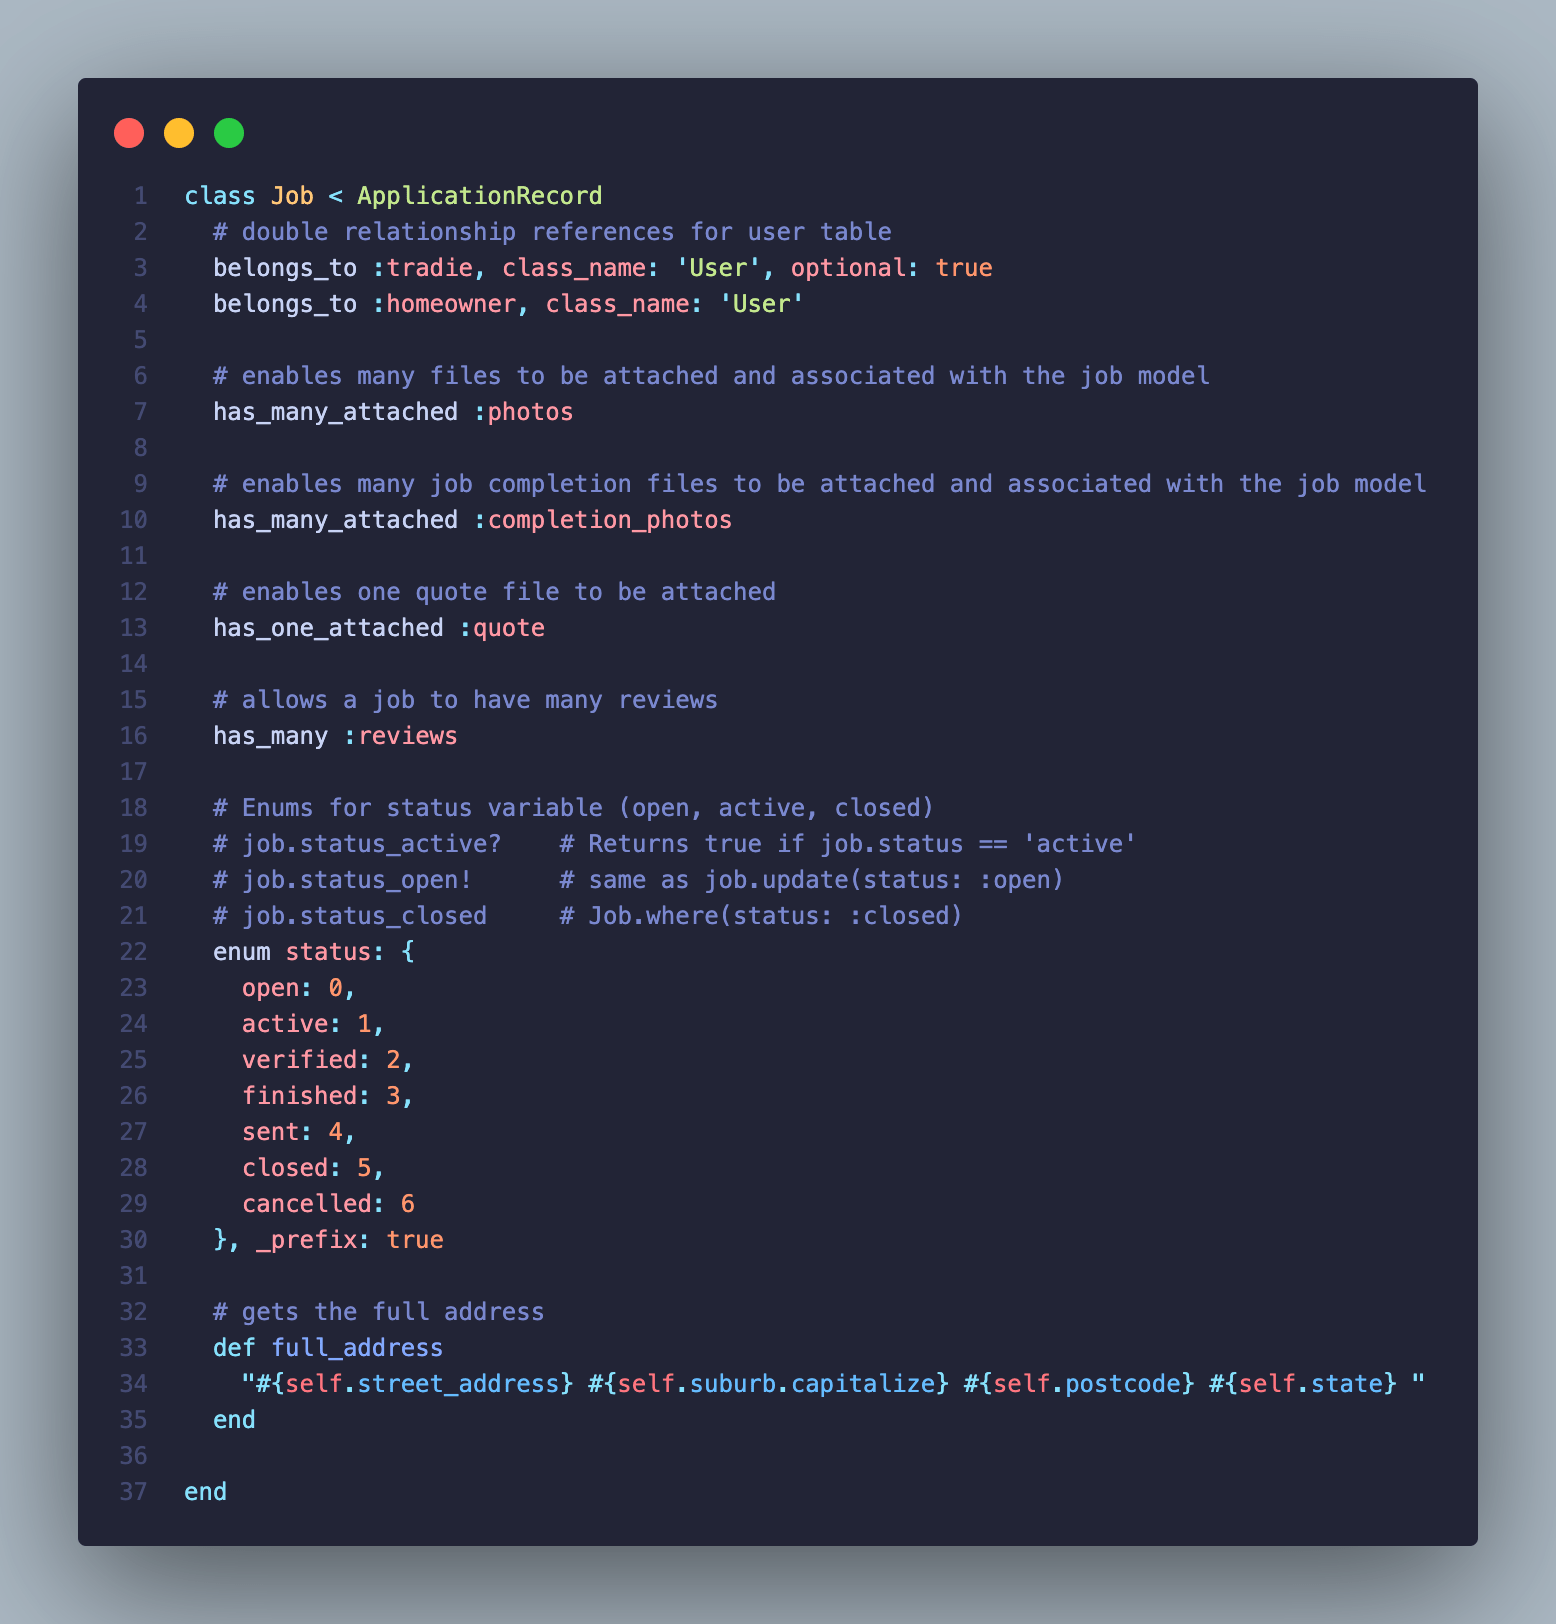 1 class Job < ApplicationRecord
2   # double relationship references for user table
3   belongs_to :tradie, class_name: 'User', optional: true
4   belongs_to :homeowner, class_name: 'User'
5
6   # enables many files to be attached and associated with the job model
7   has_many_attached :photos
8
9   # enables many job completion files to be attached and associated with the job model
10   has_many_attached :completion_photos
11
12   # enables one quote file to be attached
13   has_one_attached :quote
14
15   # allows a job to have many reviews
16   has_many :reviews
17
18   # Enums for status variable (open, active, closed)
19   # job.status_active?    # Returns true if job.status == 'active'
20   # job.status_open!      # same as job.update(status: :open)
21   # job.status_closed     # Job.where(status: :closed)
22   enum status: {
23     open: 0,
24     active: 1,
25     verified: 2,
26     finished: 3,
27     sent: 4,
28     closed: 5,
29     cancelled: 6
30   }, _prefix: true
31
32   # gets the full address
33   def full_address
34     "#{self.street_address} #{self.suburb.capitalize} #{self.postcode} #{self.state} "
35   end
36
37 end